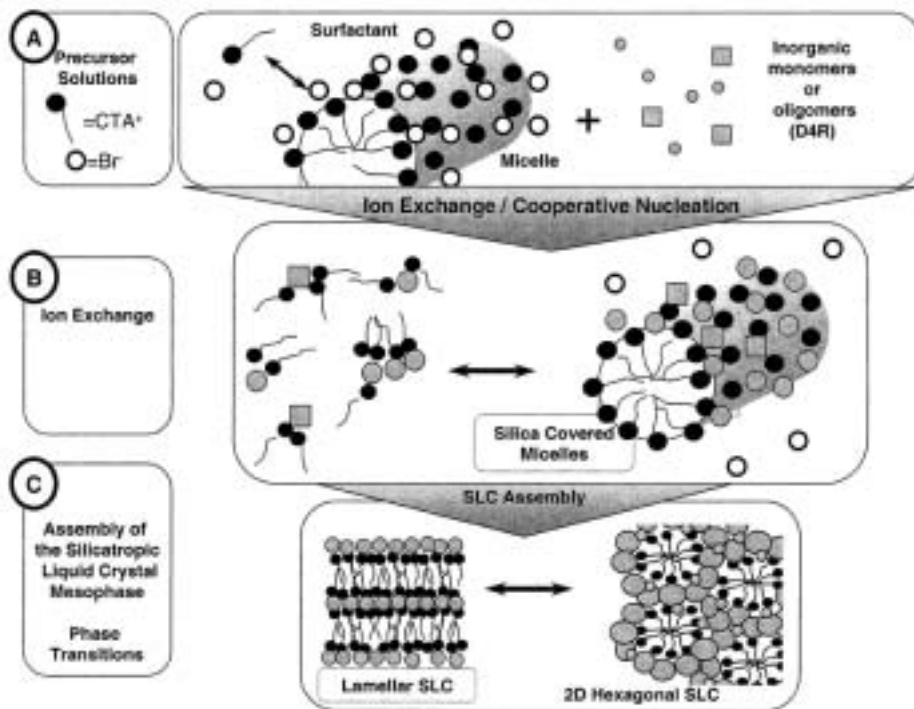 A
Precursor
Solutions
=CTA⁺
=Br⁻
Surfactant
Micelle
+
Inorganic
monomers
or
oligomers
(D4R)
Ion Exchange / Cooperative Nucleation
B
Ion Exchange
Silica Covered
Micelles
SLC Assembly
C
Assembly of
the Silicatropic
Liquid Crystal
Mesophase
Phase
Transitions
Lamellar SLC
2D Hexagonal SLC